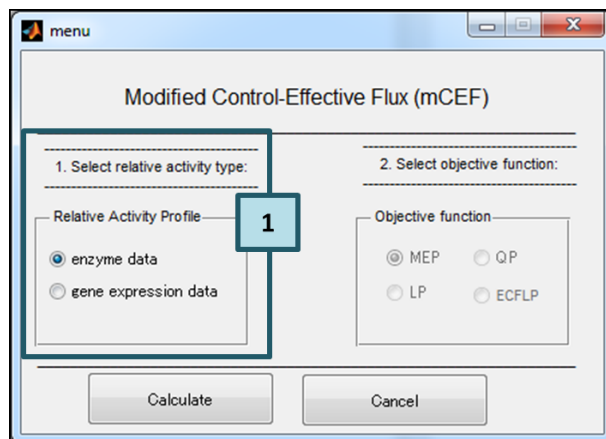 menu
Modified Control-Effective Flux (mCEF)
1. Select relative activity type:
2. Select objective function:
Relative Activity Profile
1
enzyme data
gene expression data
Objective function
MEP
QP
LP
ECFLP
Calculate
Cancel